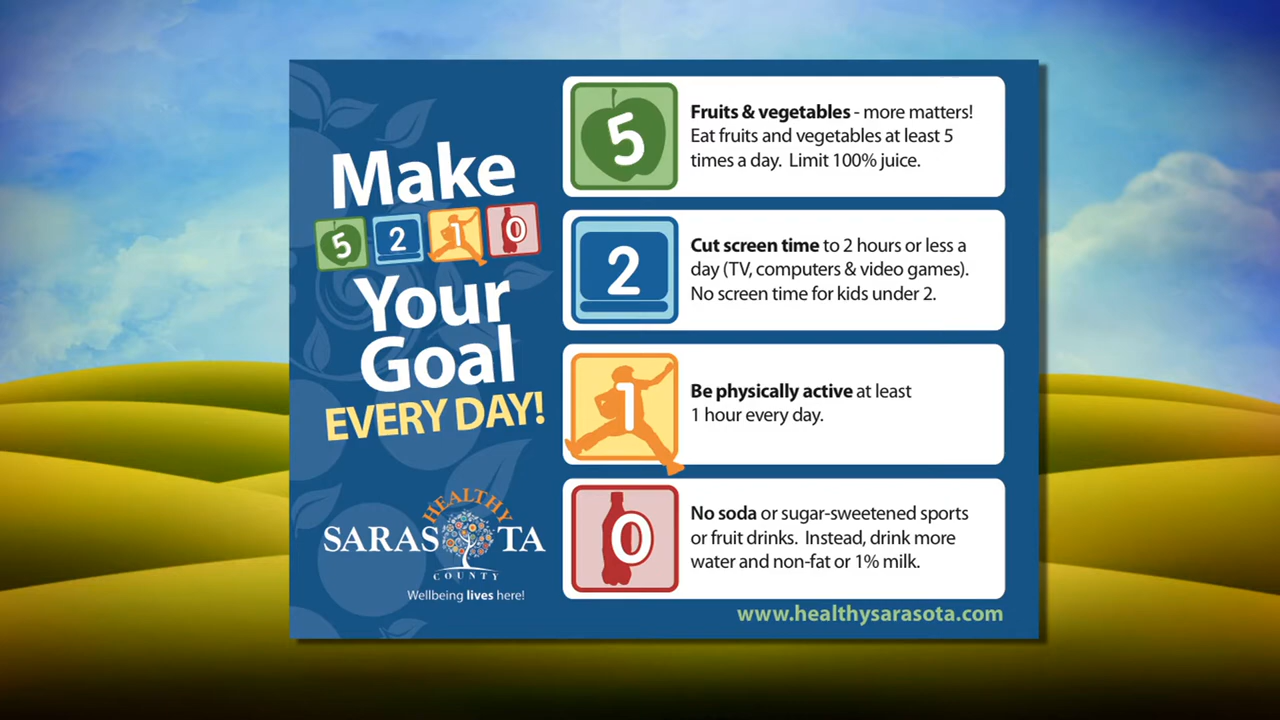 Make
5 2 1 0
Your
Goal
EVERY DAY!
HEALTHY
SARASOTA
COUNTY
Wellbeing lives here!
5
Fruits & vegetables - more matters!
Eat fruits and vegetables at least 5
times a day. Limit 100% juice.
2
Cut screen time to 2 hours or less a
day (TV, computers & video games).
No screen time for kids under 2.
1
Be physically active at least
1 hour every day.
0
No soda or sugar-sweetened sports
or fruit drinks. Instead, drink more
water and non-fat or 1% milk.
www.healthysarasota.com